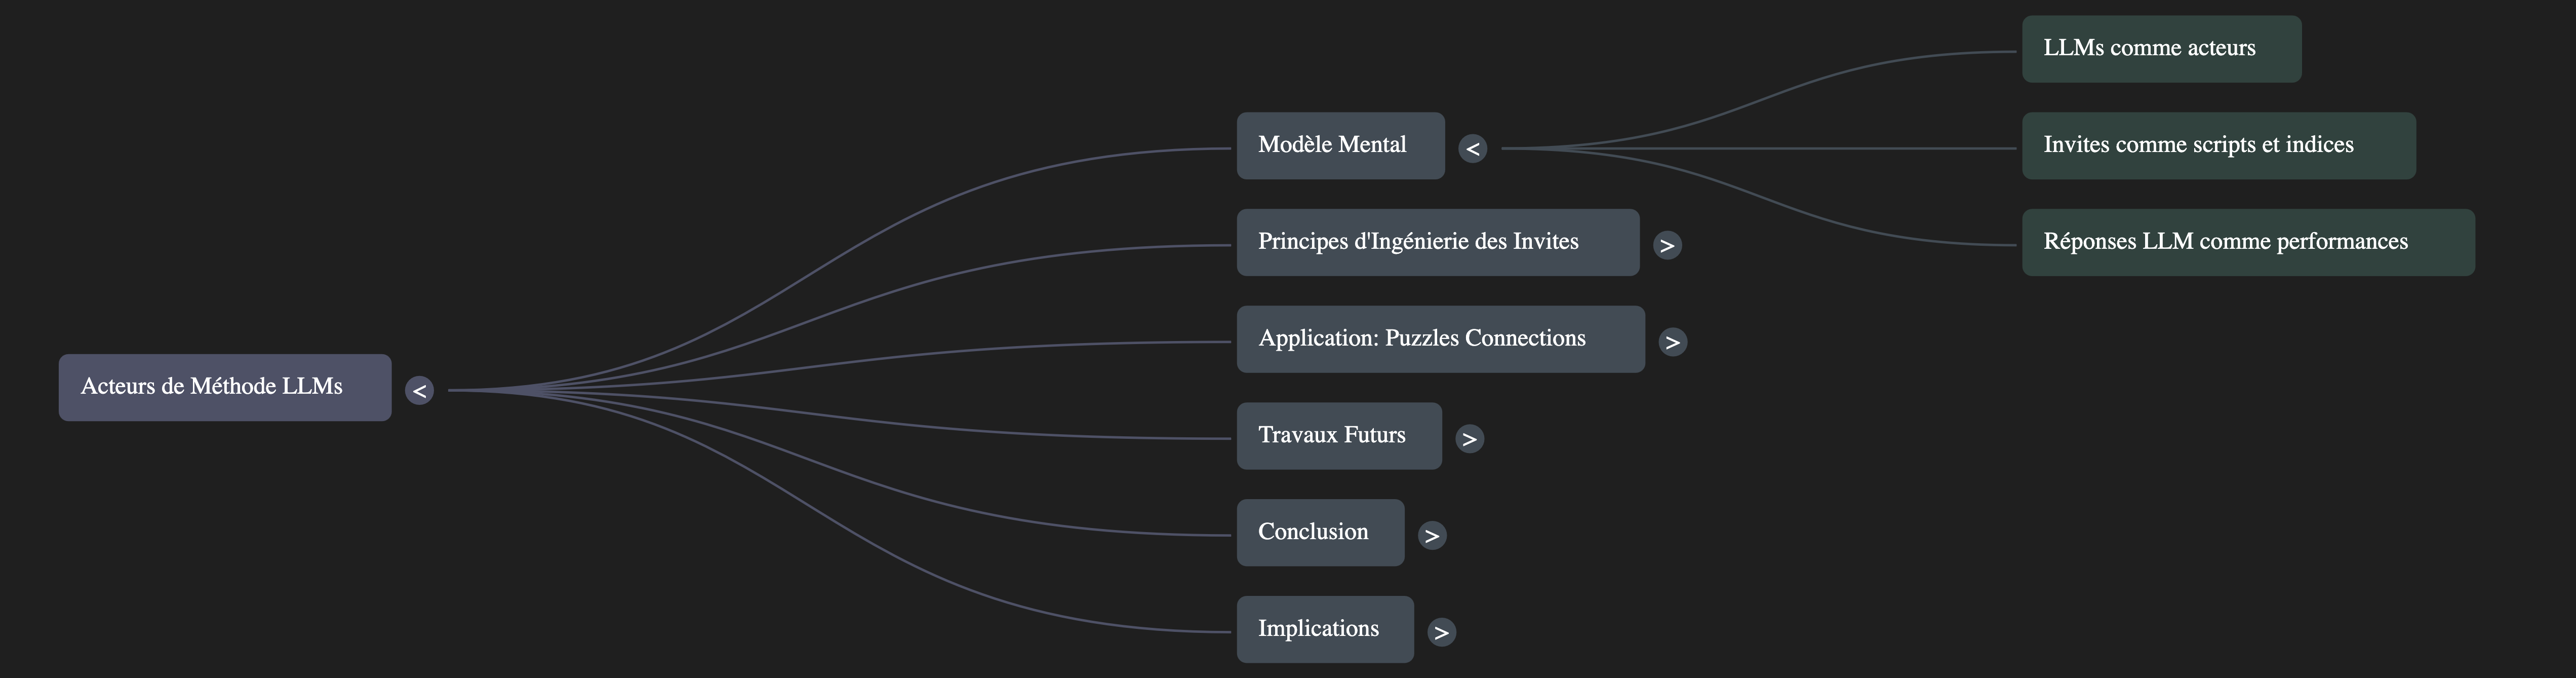 Acteurs de Méthode LLMs
<
Modèle Mental
<
LLMs comme acteurs
Invites comme scripts et indices
Réponses LLM comme performances
Principes d'Ingénierie des Invites
>
Application: Puzzles Connections
>
Travaux Futurs
>
Conclusion
>
Implications
>